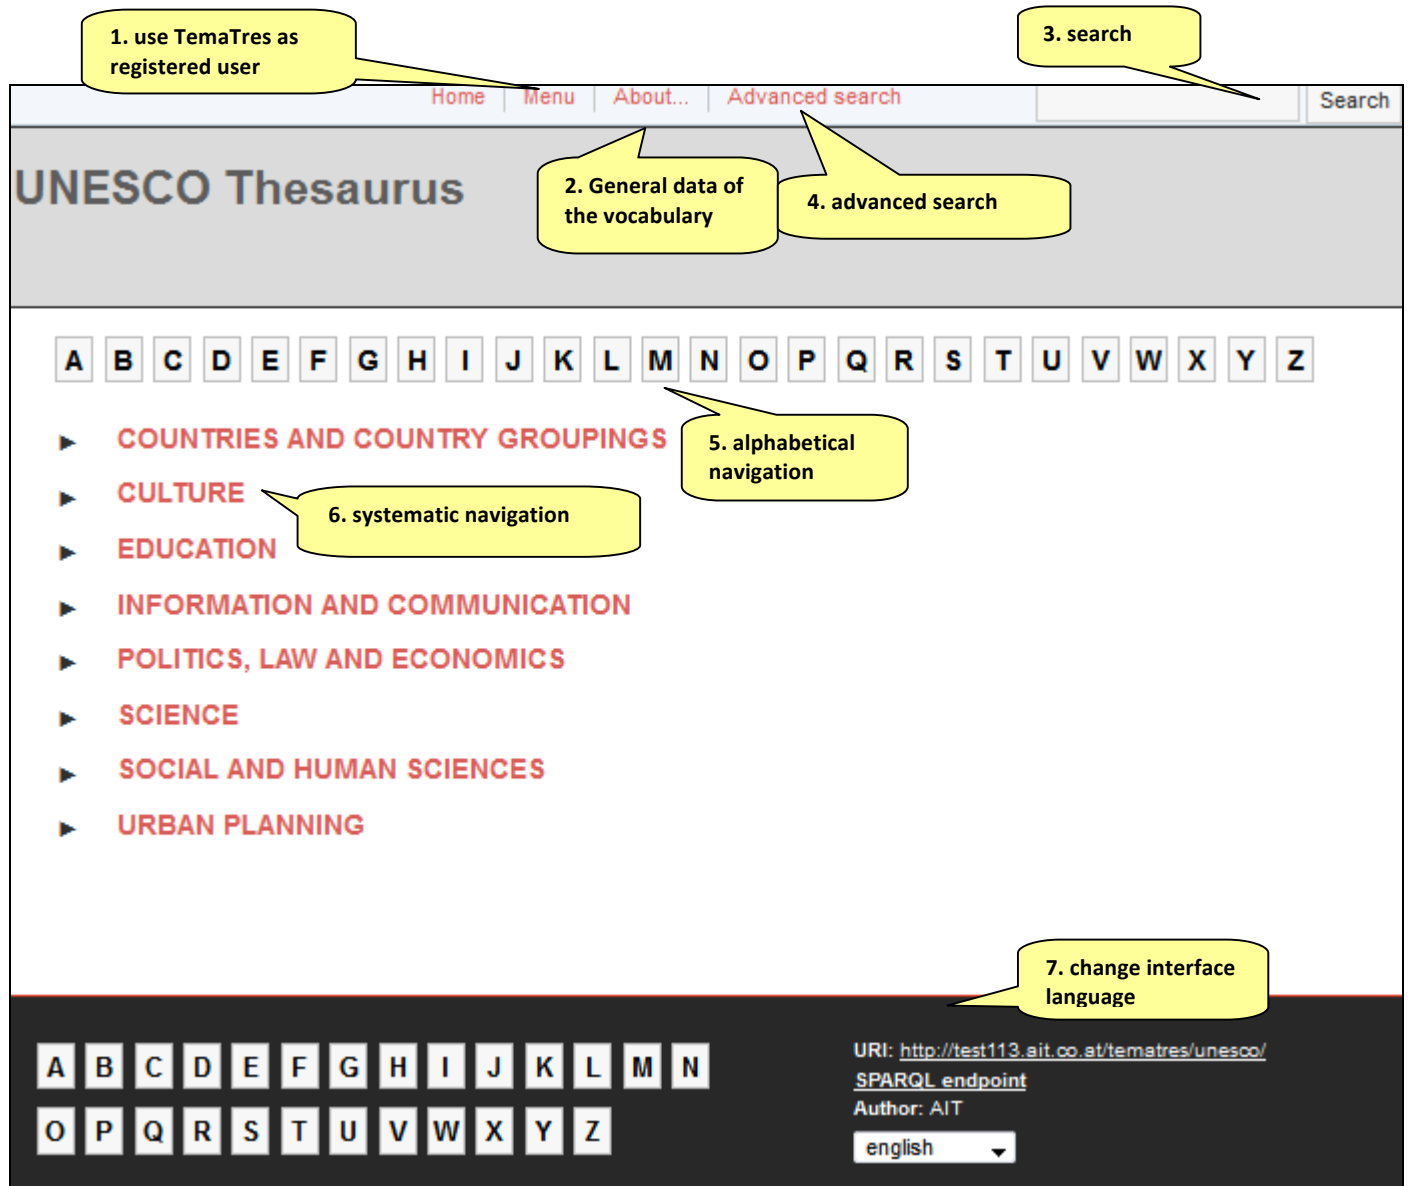 1. use TemaTres as
registered user
3. search
Home Menu About... Advanced search
Search
UNESCO Thesaurus
2. General data of
the vocabulary
4. advanced search
A B C D E F G H I J K L M N O P Q R S T U V W X Y Z
COUNTRIES AND COUNTRY GROUPINGS
5. alphabetical
navigation
CULTURE
6. systematic navigation
EDUCATION
INFORMATION AND COMMUNICATION
POLITICS, LAW AND ECONOMICS
SCIENCE
SOCIAL AND HUMAN SCIENCES
URBAN PLANNING
7. change interface
language
A B C D E F G H I J K L M N
O P Q R S T U V W X Y Z
URI: http://test113.ait.co.at/tematres/unesco/
SPARQL endpoint
Author: AIT
english